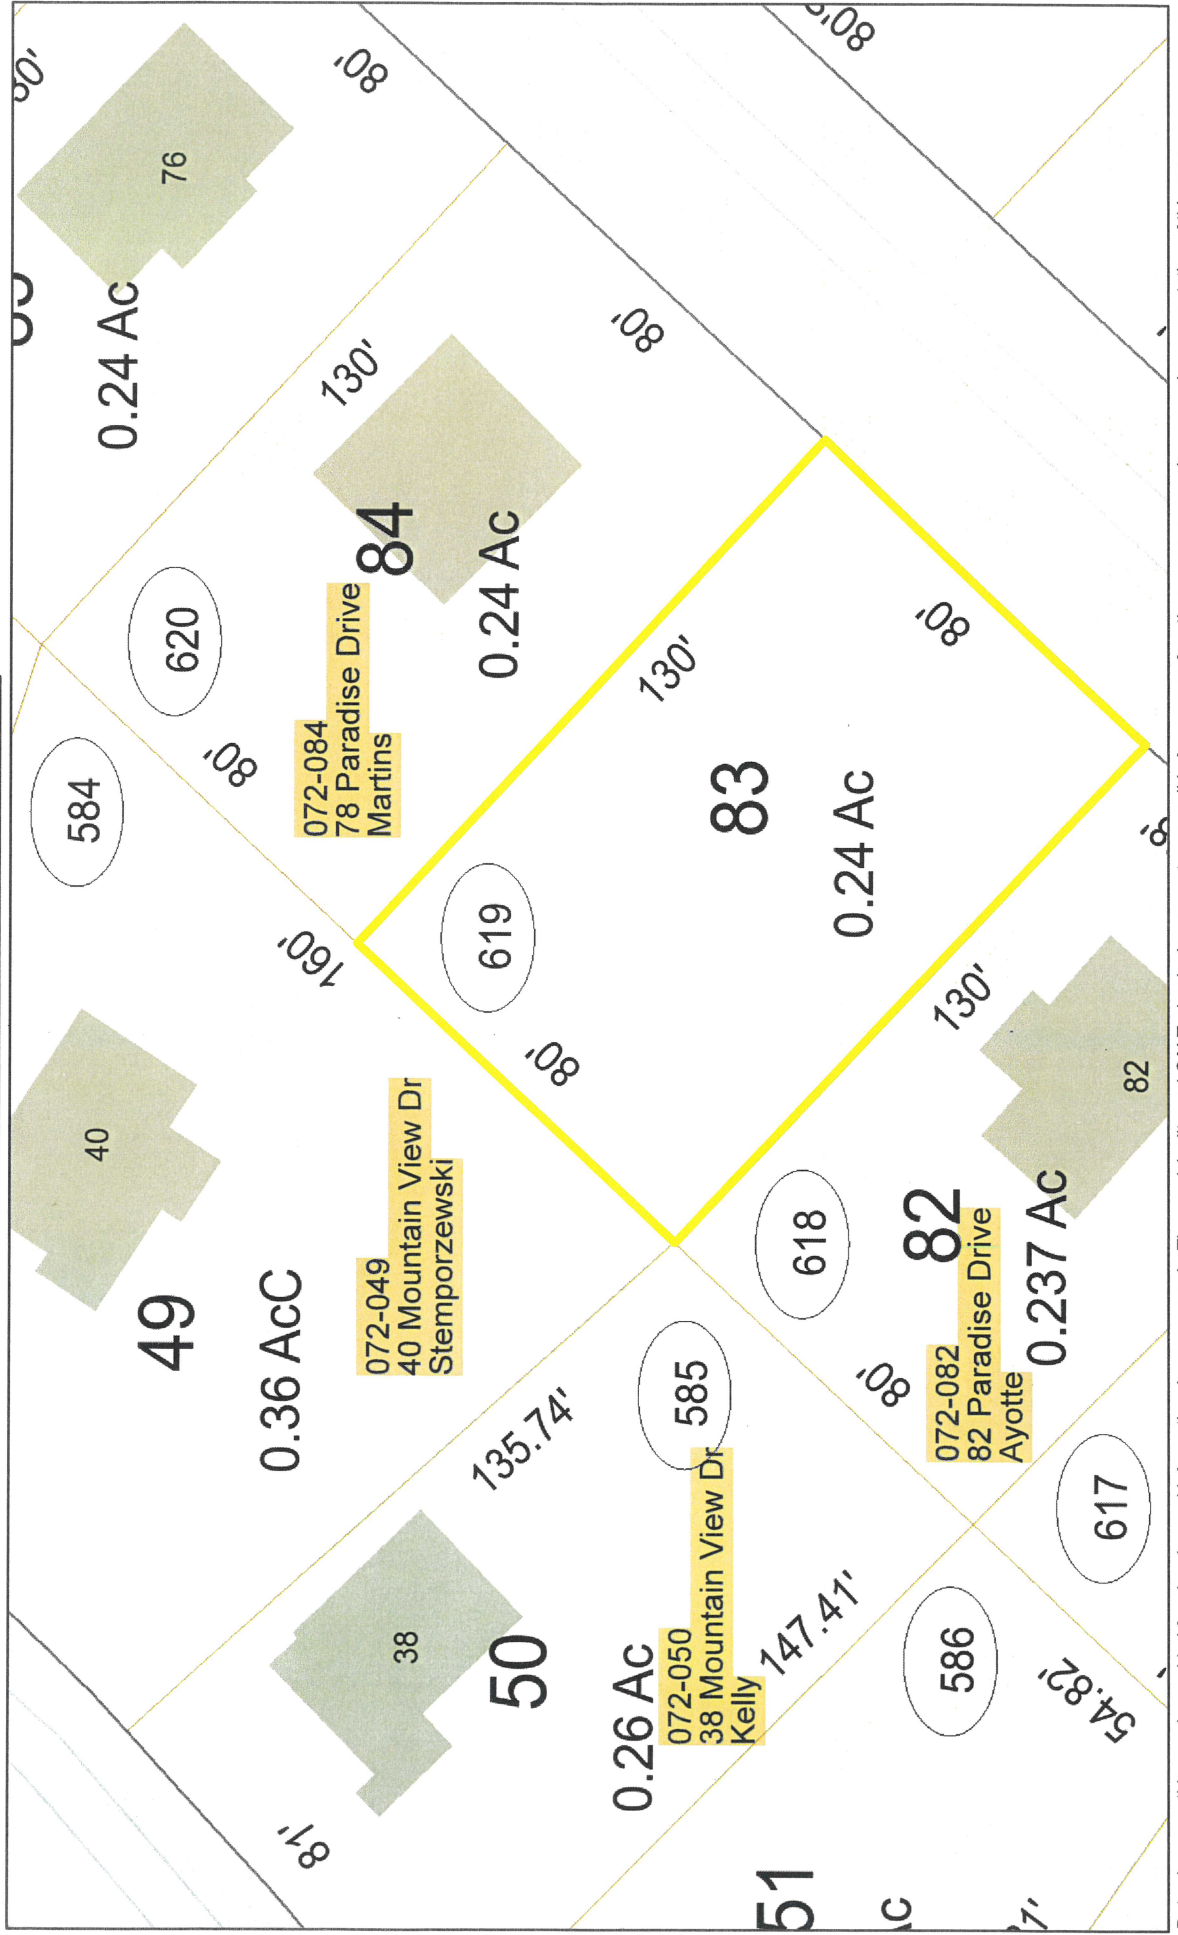 40
49
0.36 AcC
584
80'
620
0.24 Ac
76
80'
160'
072-084
78 Paradise Drive
Martins
130'
84
0.24 Ac
80'
072-049
40 Mountain View Dr
Stemporzewski
619
80'
130'
83
0.24 Ac
80'
80'
81'
38
50
135.74'
0.26 Ac
072-050
38 Mountain View Dr
Kelly
585
618
147.41'
80'
82
130'
072-082
82 Paradise Drive
Ayotte
0.237 Ac
82
586
54.82'
617
51